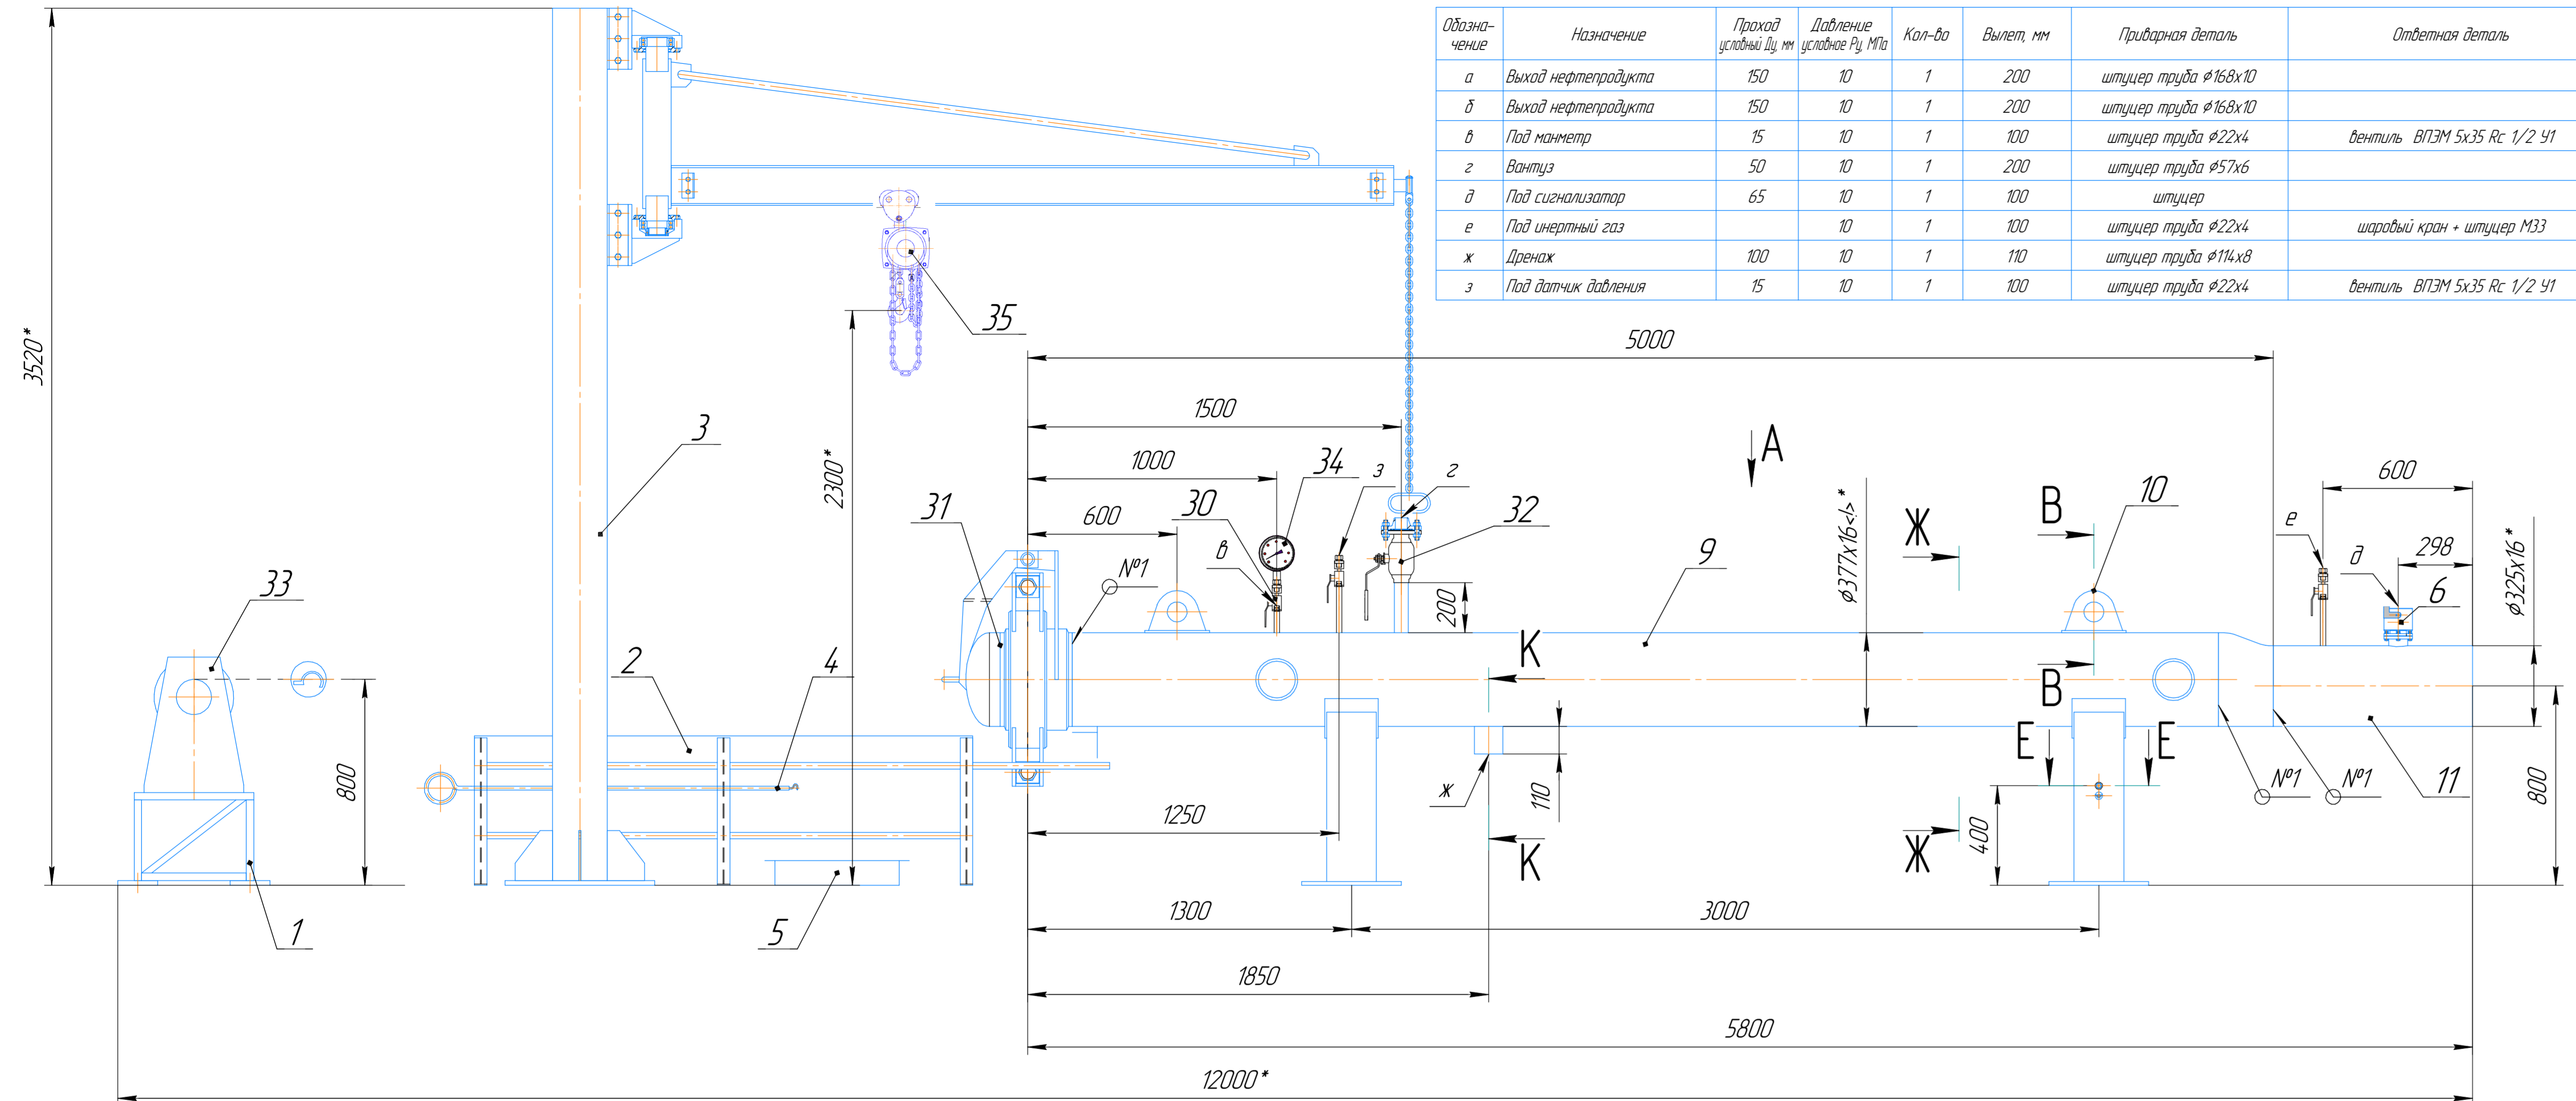 Обозна-
чение
Назначение
Проход
условный Ду, мм
Давление
условное Ру, МПа
Кол-во
Вылет, мм
Приварная деталь
Ответная деталь
а Выход нефтепродукта 150 10 1 200 штуцер труба ⌀168х10
б Выход нефтепродукта 150 10 1 200 штуцер труба ⌀168х10
в Под манметр 15 10 1 100 штуцер труба ⌀22х4 вентиль ВПЭМ 5х35 Rc 1/2 У1
г Вантуз 50 10 1 200 штуцер труба ⌀57х6
д Под сигнализатор 65 10 1 100 штуцер
е Под инертный газ 10 1 100 штуцер труба ⌀22х4 шаровый кран + штуцер М33
ж Дренаж 100 10 1 110 штуцер труба ⌀114х8
з Под датчик давления 15 10 1 100 штуцер труба ⌀22х4 вентиль ВПЭМ 5х35 Rc 1/2 У1
3520*
35
5000
1500
3
2300*
1000
34
з
г
А
600
30
31
в
№1
32
9
200
⌀377х16<!>*
Ж
В
10
е
600
д
298
6
⌀325х16*
33
2
4
К
В
Е
Е
800
ж
110
1250
К
Ж
400
№1
№1
11
800
1
5
1300
3000
1850
5800
12000*